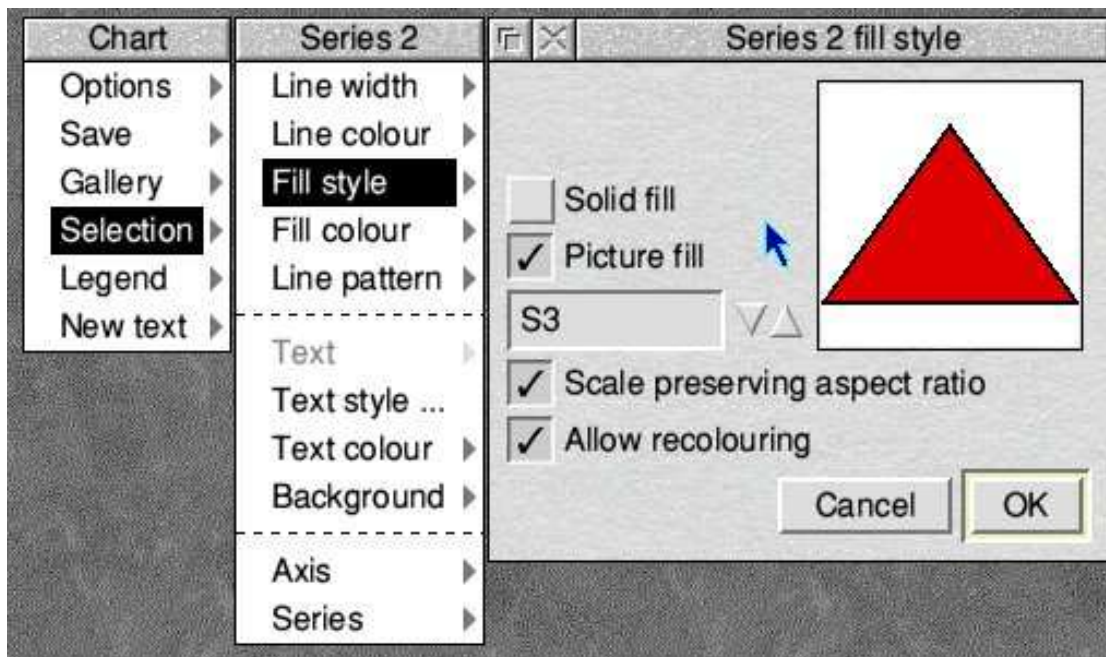 Chart
Options
Save
Gallery
Selection
Legend
New text
Series 2
Line width
Line colour
Fill style
Fill colour
Line pattern
Text
Text style ...
Text colour
Background
Axis
Series
Series 2 fill style
Solid fill
Picture fill
S3
Scale preserving aspect ratio
Allow recolouring
Cancel
OK